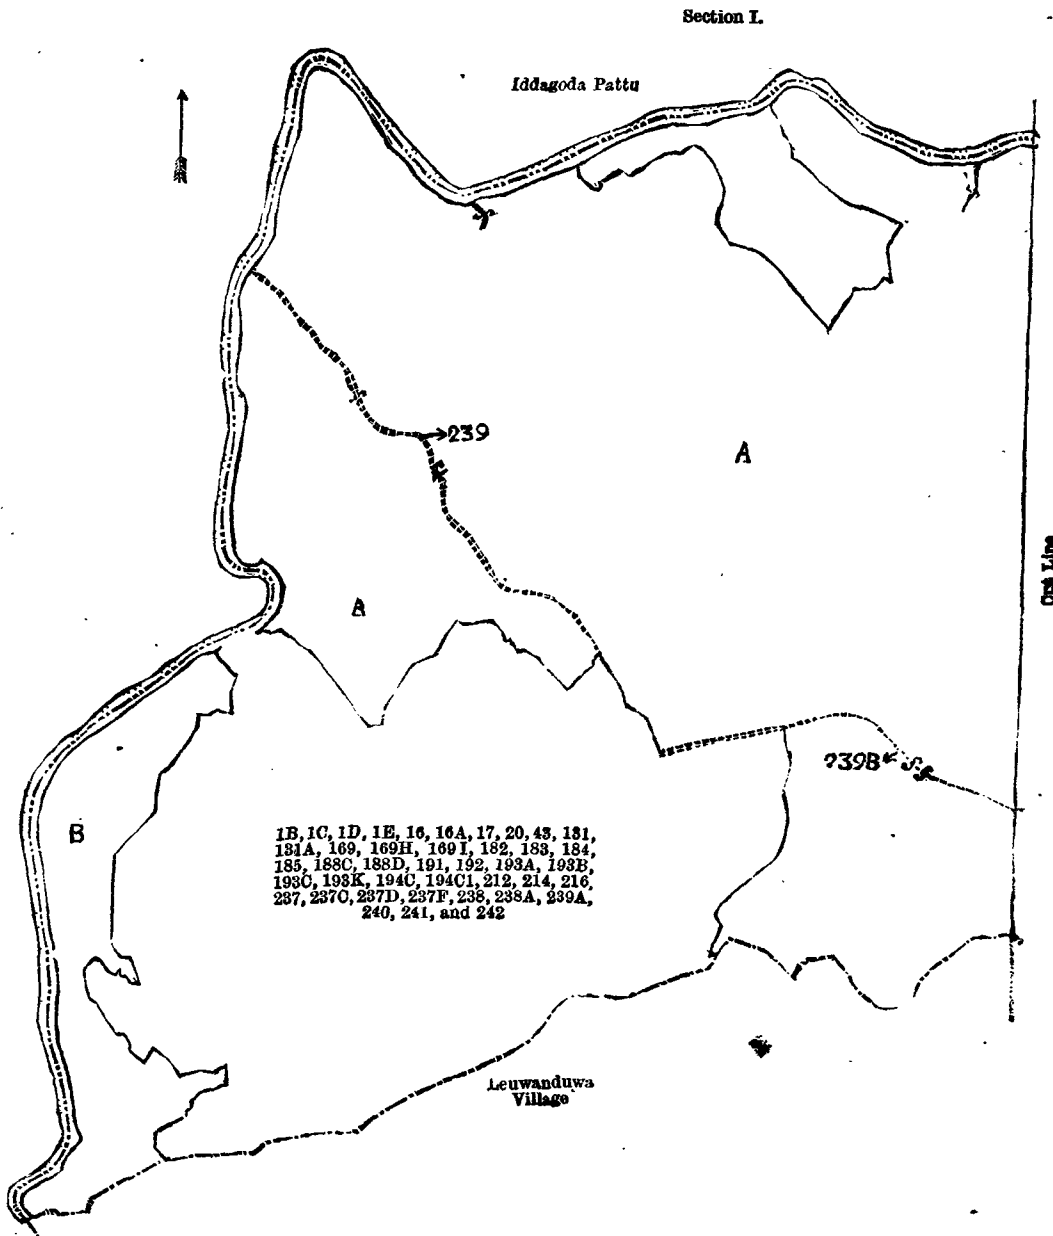 Section I.
Iddagoda Pattu
239
A
Cut Line
A
239B
B
1B, 1C, 1D, 1E, 16, 16A, 17, 20, 43, 131,
131A, 169, 169H, 169I, 182, 183, 184,
185, 188C, 188D, 191, 192, 193A, 193B,
193C, 193K, 194C, 194C1, 212, 214, 216,
237, 237C, 237D, 237F, 238, 238A, 239A,
240, 241, and 242
Leuwanduwa
Village